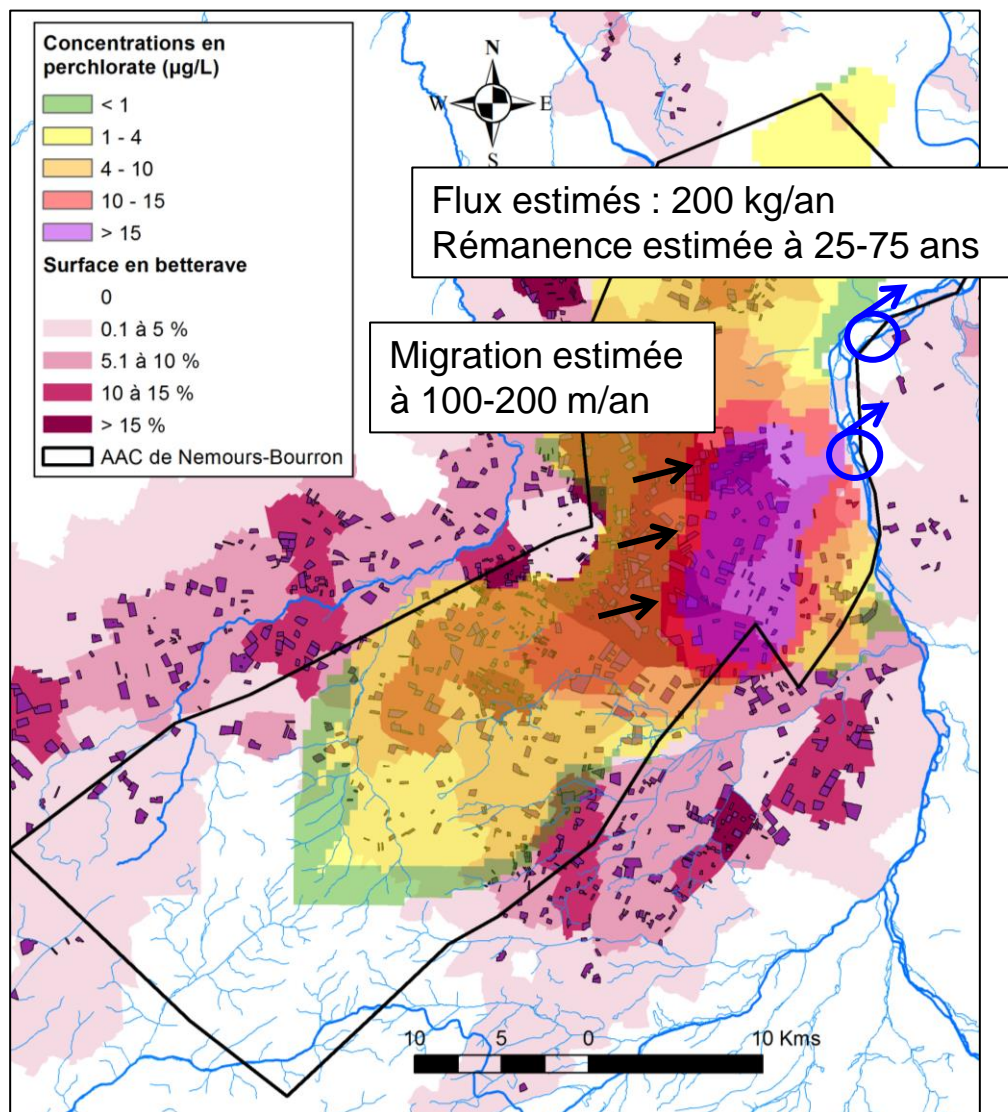 Concentrations en
perchlorate (µg/L)
< 1
1 - 4
4 - 10
10 - 15
> 15
Surface en betterave
0
0.1 à 5 %
5.1 à 10 %
10 à 15 %
> 15 %
AAC de Nemours-Bourron
N
W E
S
Flux estimés : 200 kg/an
Rémanence estimée à 25-75 ans
Migration estimée
à 100-200 m/an
10 5 0 10 Kms